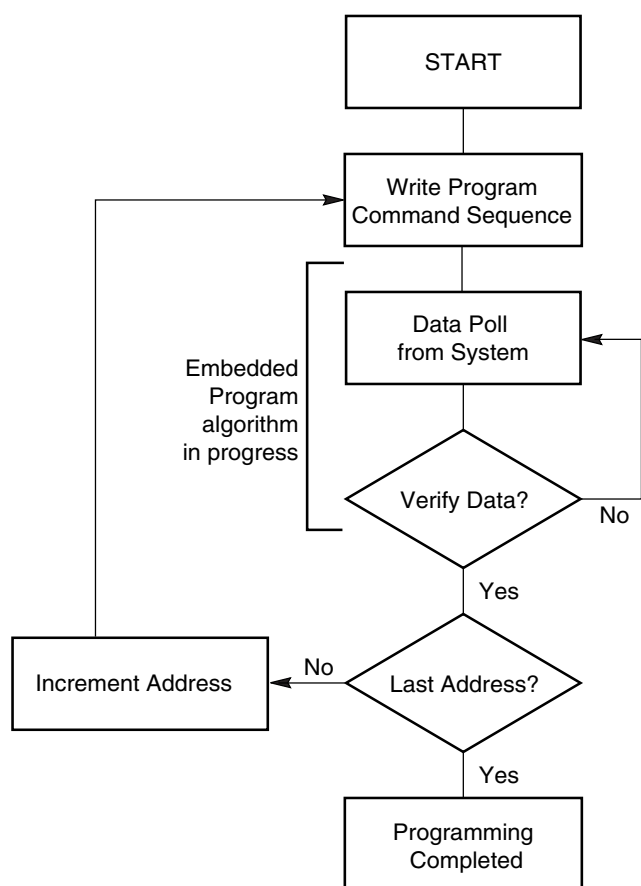 START
Write Program
Command Sequence
Data Poll
from System
Embedded
Program
algorithm
in progress
Verify Data?
No
Yes
Increment Address
No
Last Address?
Yes
Programming
Completed